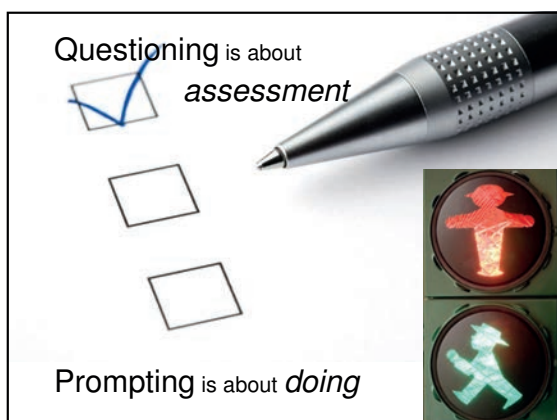 Questioning is about
assessment
Prompting is about doing